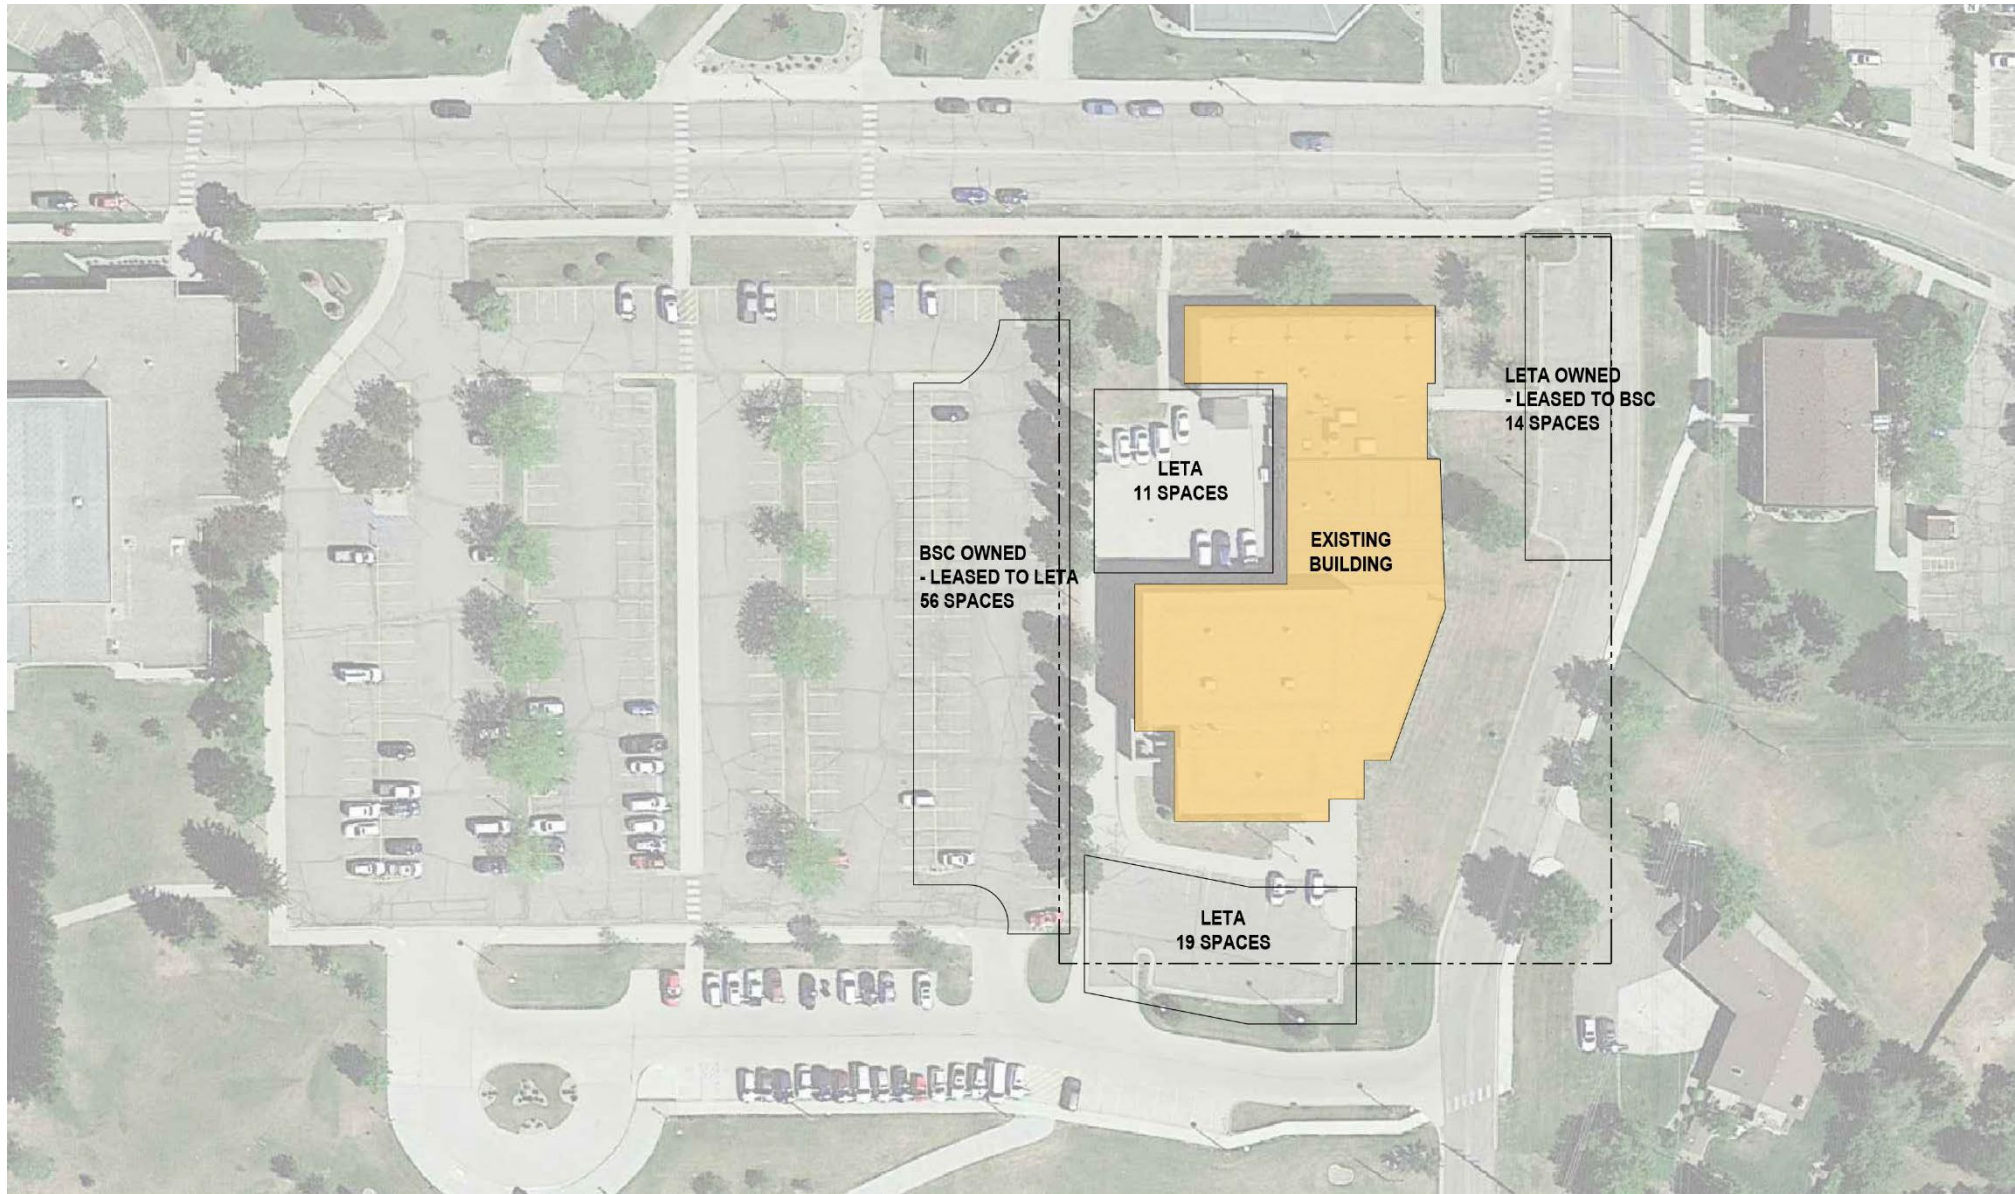 LETA OWNED
- LEASED TO BSC
14 SPACES
LETA
11 SPACES
EXISTING
BUILDING
BSC OWNED
- LEASED TO LETA
56 SPACES
LETA
19 SPACES